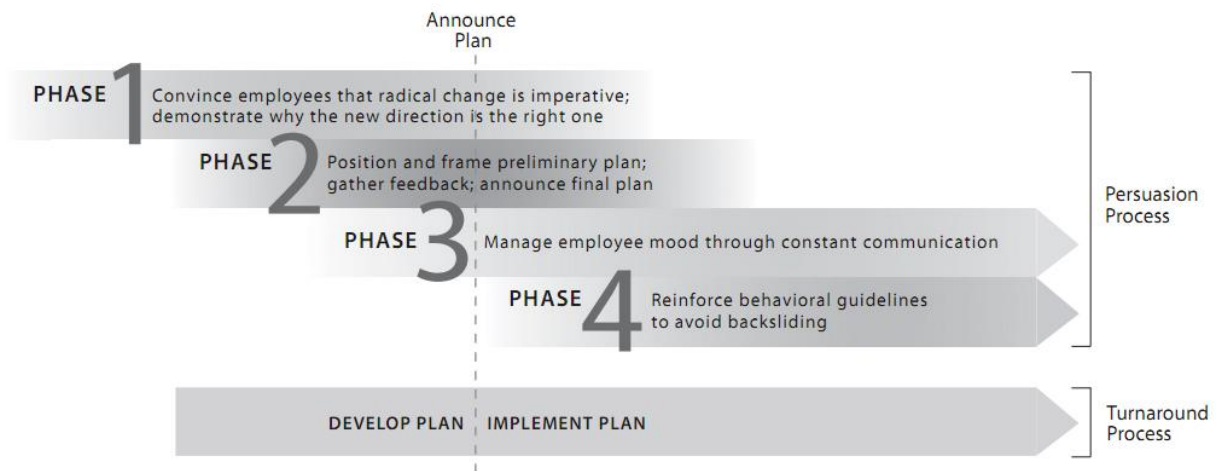 Announce
Plan
PHASE 1
Convince employees that radical change is imperative;
demonstrate why the new direction is the right one
PHASE 2
Position and frame preliminary plan;
gather feedback; announce final plan
PHASE 3
Manage employee mood through constant communication
PHASE 4
Reinforce behavioral guidelines
to avoid backsliding
Persuasion
Process
DEVELOP PLAN
IMPLEMENT PLAN
Turnaround
Process